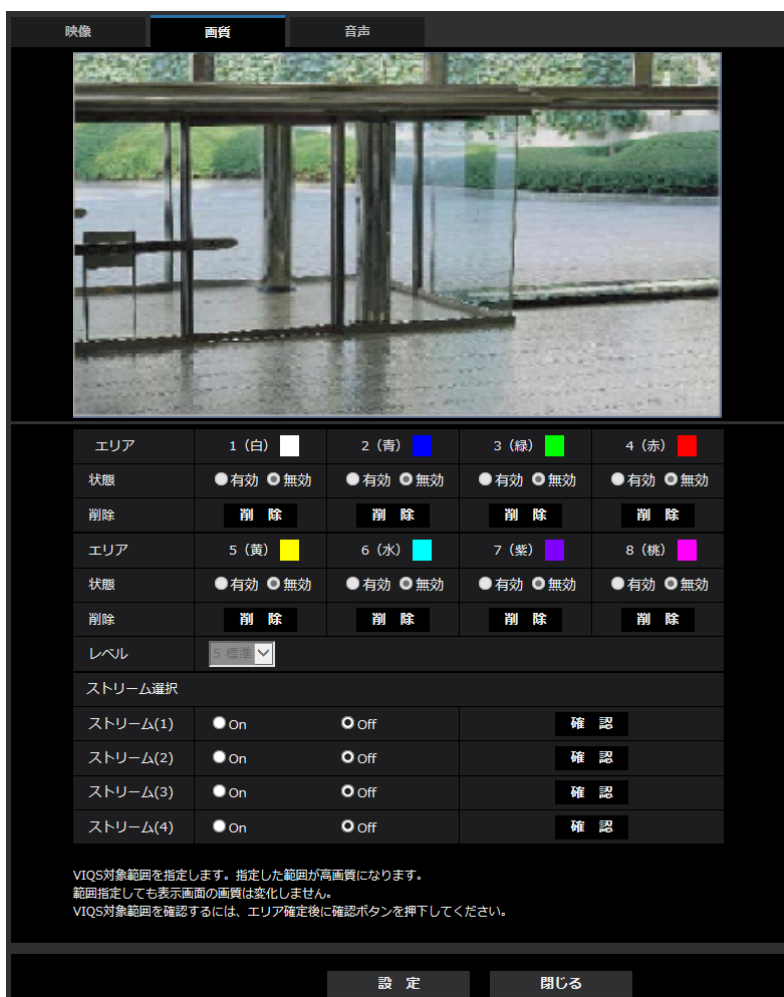 映像 画質 音声
エリア 1（白） 2（青） 3（緑） 4（赤）
状態 有効 無効 有効 無効 有効 無効 有効 無効
削除 削 除 削 除 削 除 削 除
エリア 5（黄） 6（水） 7（紫） 8（桃）
状態 有効 無効 有効 無効 有効 無効 有効 無効
削除 削 除 削 除 削 除 削 除
レベル 5 標準
ストリーム選択
ストリーム(1) On Off 確 認
ストリーム(2) On Off 確 認
ストリーム(3) On Off 確 認
ストリーム(4) On Off 確 認
VIQS対象範囲を指定します。指定した範囲が高画質になります。
範囲指定しても表示画面の画質は変化しません。
VIQS対象範囲を確認するには、エリア確定後に確認ボタンを押下してください。
設 定 閉じる